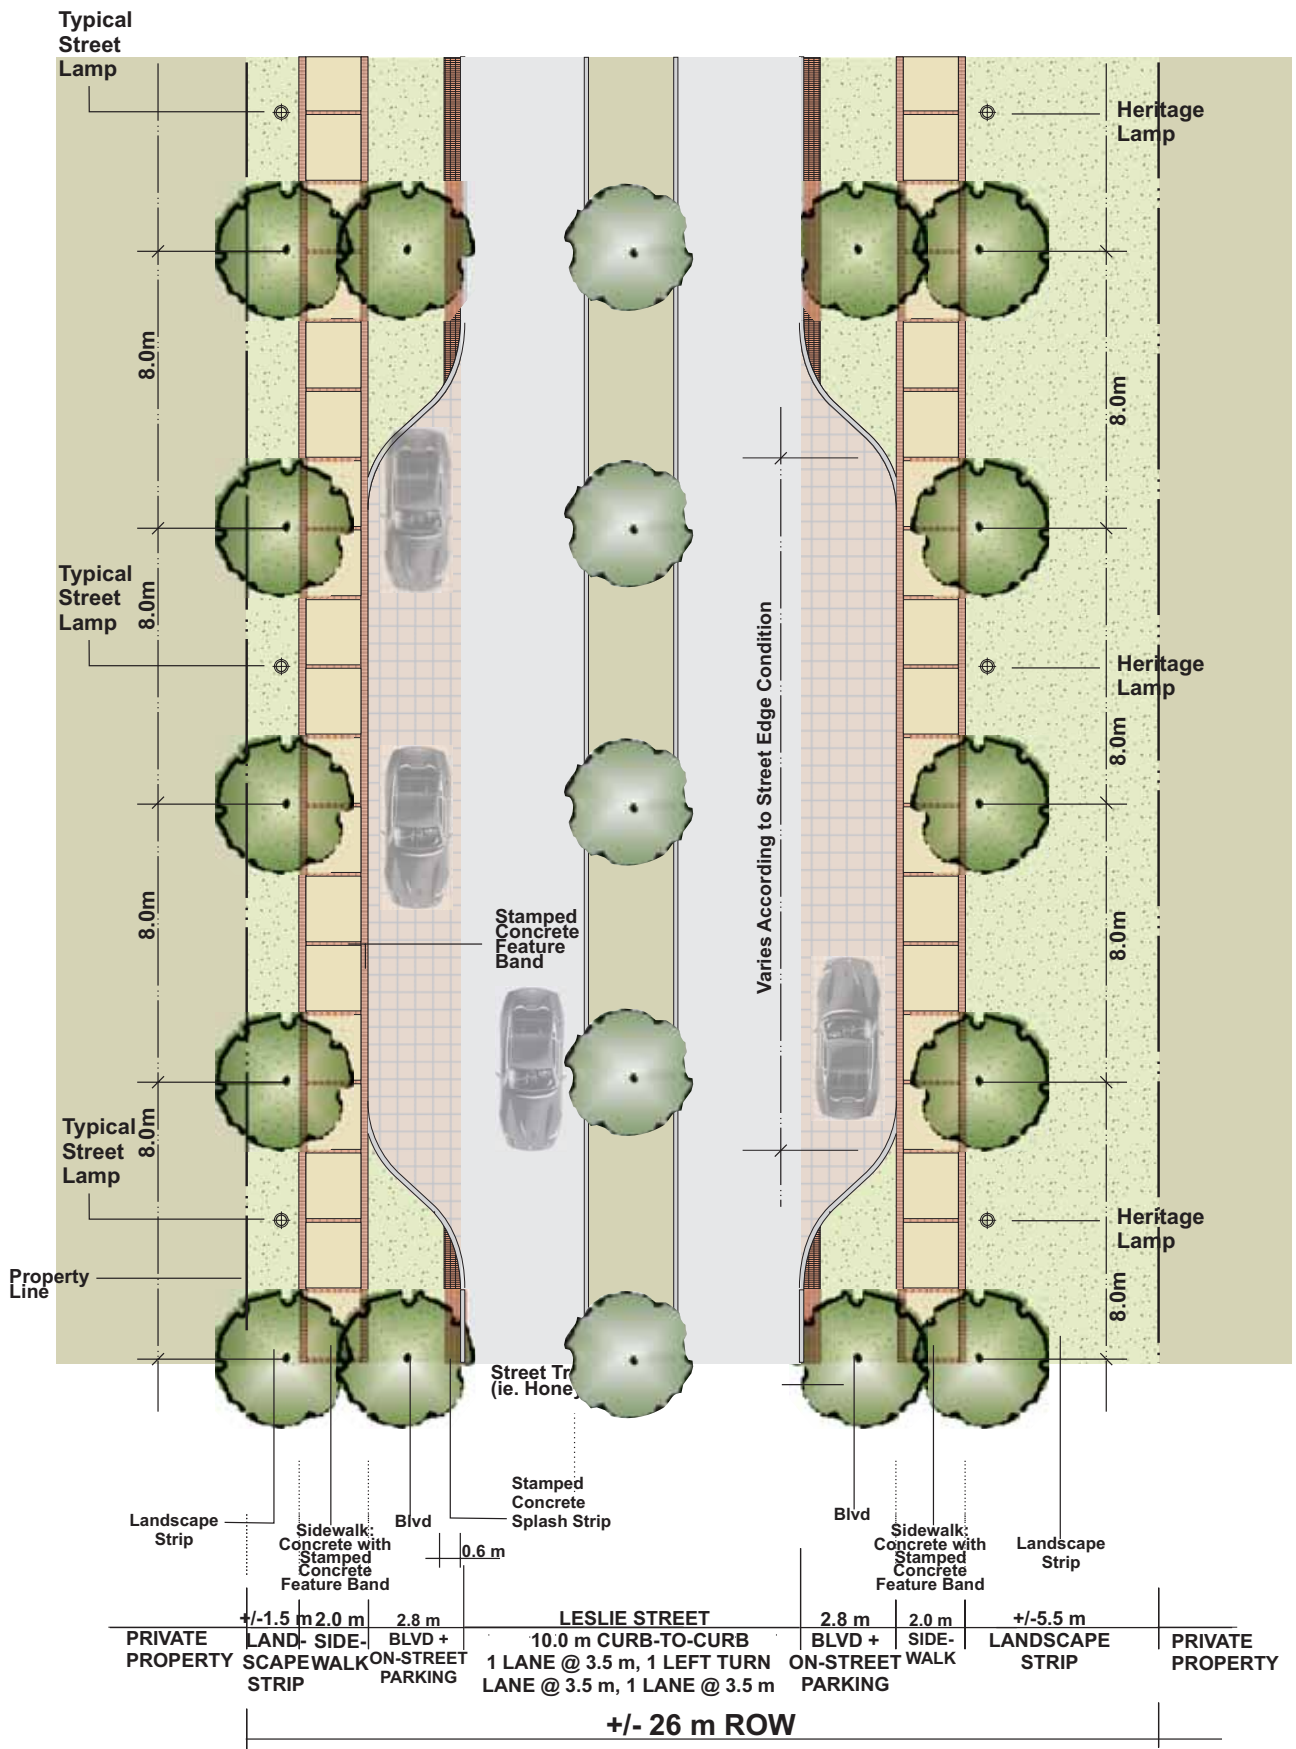 Typical
Street
Lamp
Heritage
Lamp
8.0m
8.0m
Typical
Street
Lamp
8.0m
Heritage
Lamp
Varies According to Street Edge Condition
8.0m
8.0m
Stamped
Concrete
Feature
Band
8.0m
Typical
Street
Lamp
8.0m
Heritage
Lamp
Property
Line
8.0m
Street
(ie.
Landscape
Strip
Sidewalk:
Concrete with
Stamped
Concrete
Feature Band
Blvd
Stamped
Concrete
Splash Strip
0.6 m
Blvd
Sidewalk:
Concrete with
Stamped
Concrete
Feature Band
Landscape
Strip
PRIVATE
PROPERTY
+/-1.5 m
LAND-
SCAPE
STRIP
2.0 m
SIDE-
WALK
2.8 m
BLVD +
ON-STREET
PARKING
LESLIE STREET
10.0 m CURB-TO-CURB
1 LANE @ 3.5 m, 1 LEFT TURN
LANE @ 3.5 m, 1 LANE @ 3.5 m
2.8 m
BLVD +
ON-STREET
PARKING
2.0 m
SIDE-
WALK
+/-5.5 m
LANDSCAPE
STRIP
PRIVATE
PROPERTY
+/- 26 m ROW